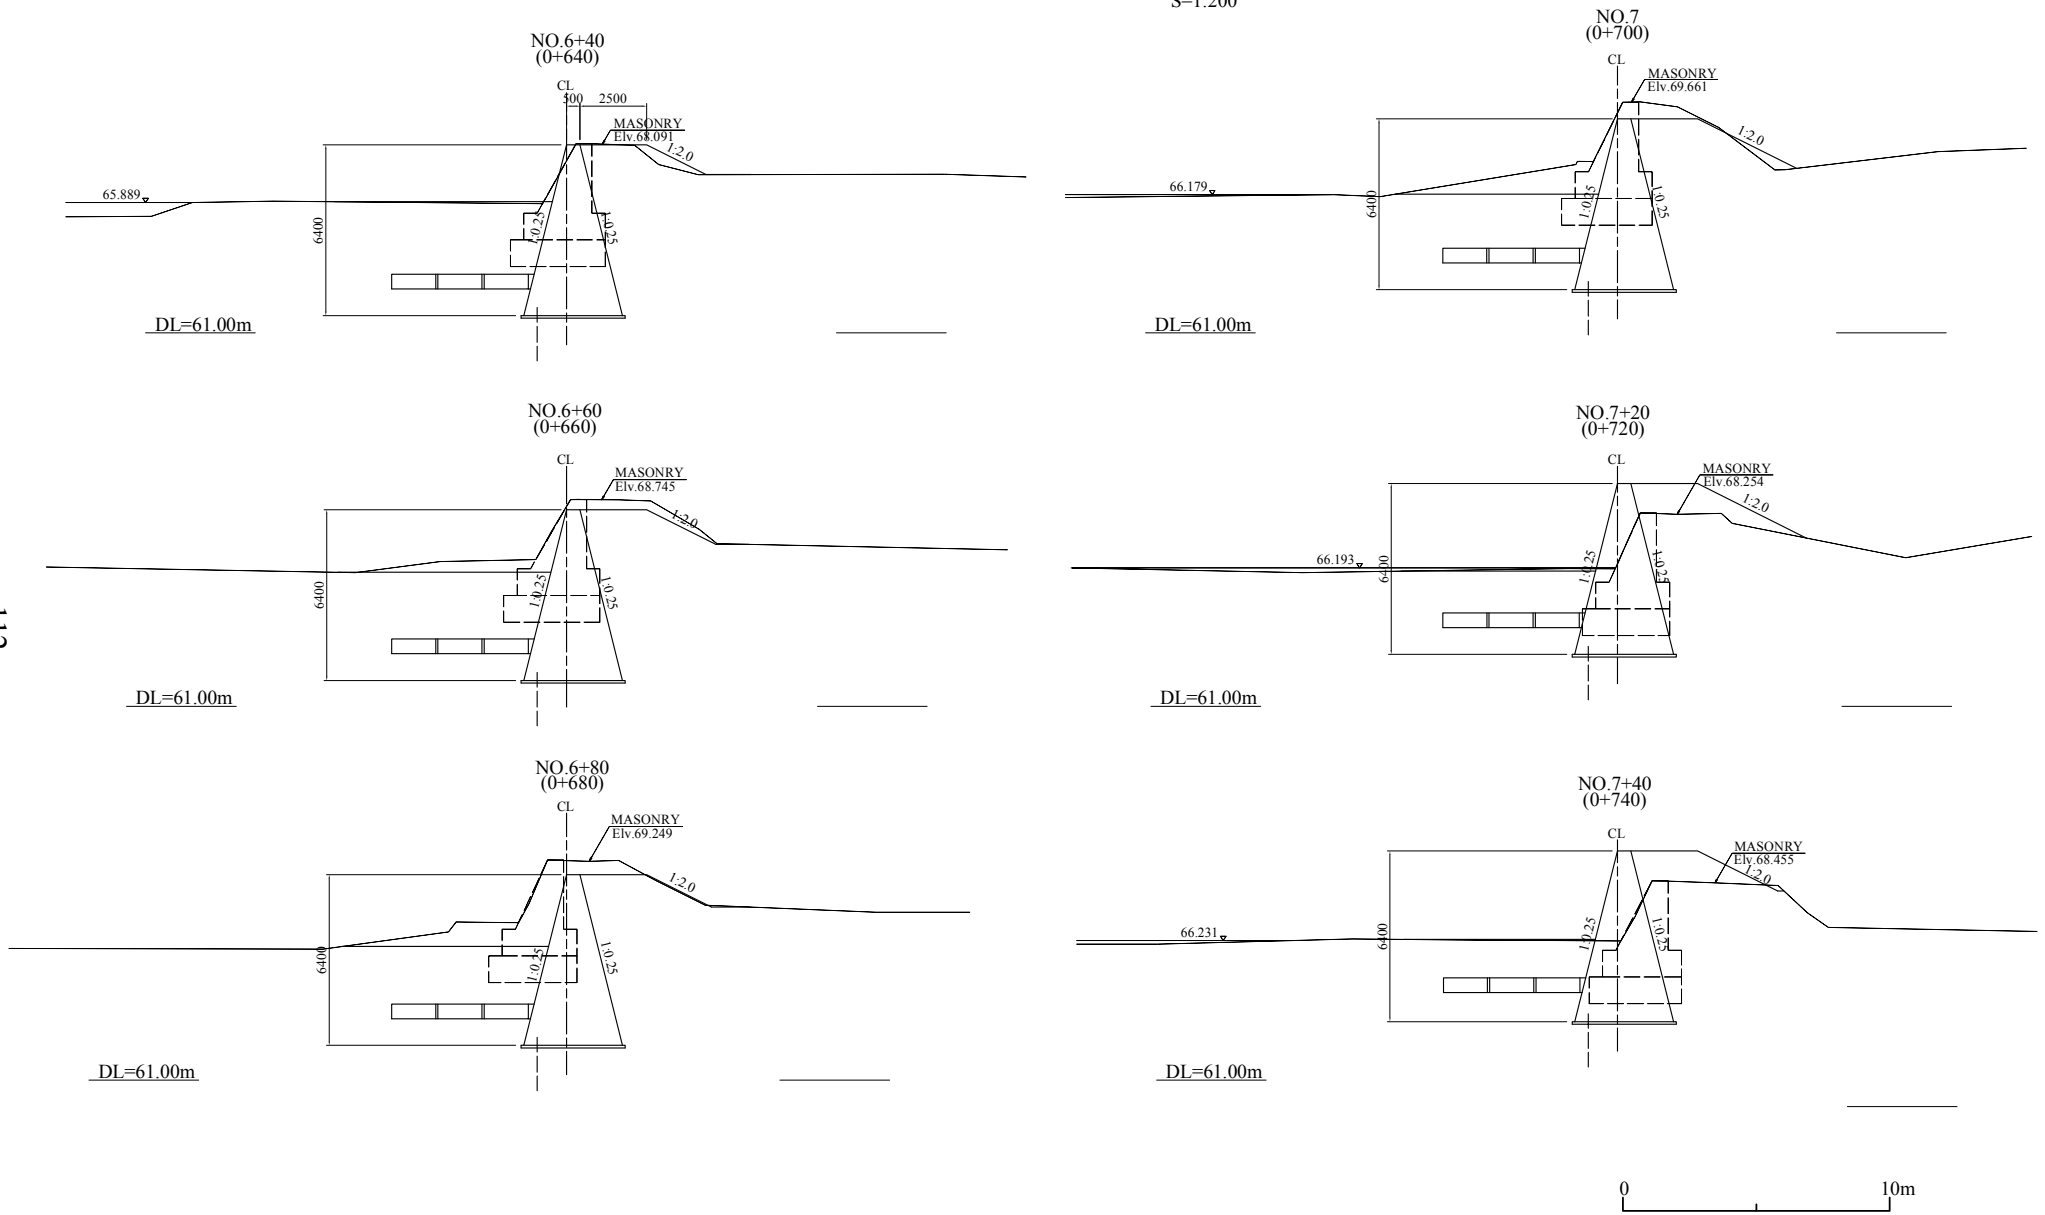 S=1:200
NO.6+40
(0+640)
CL
500
2500
MASONRY
Elv.68.091
1:2.0
65.889
6400
1:0.25
1:0.25
DL=61.00m
NO.6+60
(0+660)
CL
MASONRY
Elv.68.745
1:2.0
6400
1:0.25
1:0.25
DL=61.00m
NO.6+80
(0+680)
CL
MASONRY
Elv.69.249
1:2.0
6400
1:0.25
1:0.25
DL=61.00m
NO.7
(0+700)
CL
MASONRY
Elv.69.661
1:2.0
66.179
6400
1:0.25
1:0.25
DL=61.00m
NO.7+20
(0+720)
CL
MASONRY
Elv.68.254
1:2.0
66.193
6400
1:0.25
1:0.25
DL=61.00m
NO.7+40
(0+740)
CL
MASONRY
Elv.68.455
1:2.0
66.231
6400
1:0.25
1:0.25
DL=61.00m
0 10m